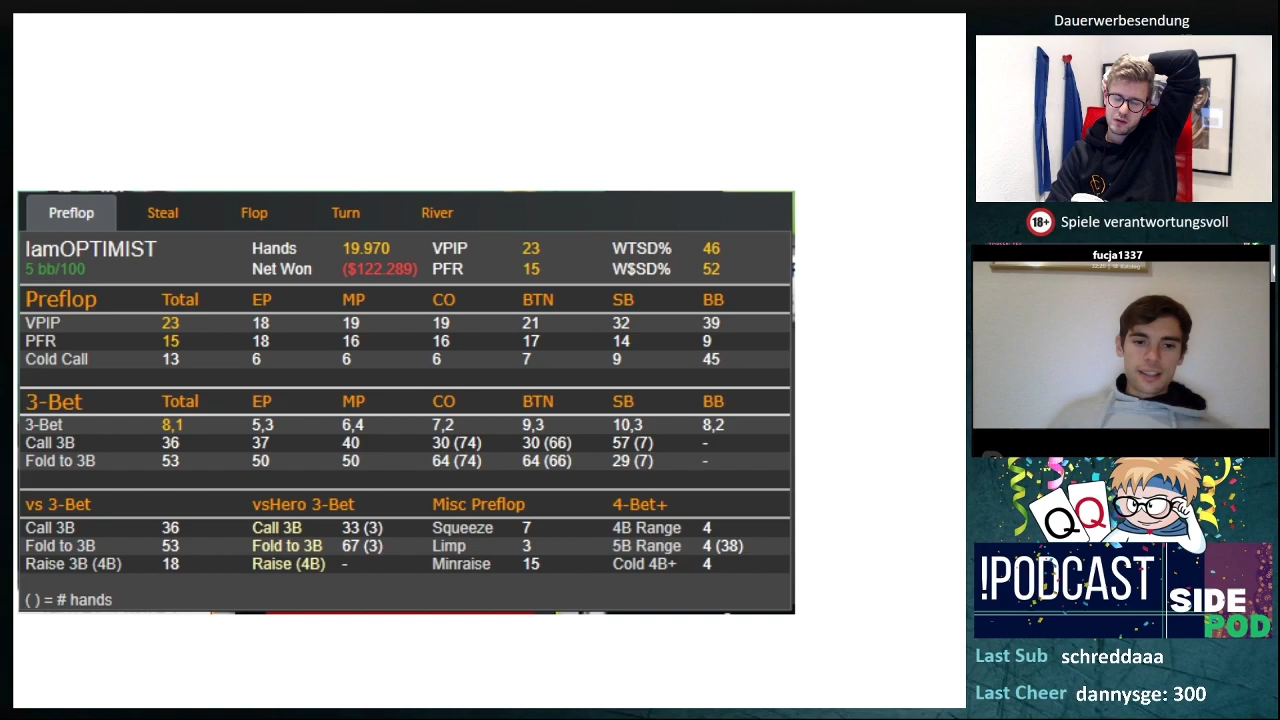 Dauerwerbesendung
Preflop Steal Flop Turn River
IamOPTIMIST Hands 19.970 VPIP 23 WTSD% 46
5 bb/100 Net Won ($122.289) PFR 15 W$SD% 52
Preflop Total EP MP CO BTN SB BB
VPIP 23 18 19 19 21 32 39
PFR 15 18 16 16 17 14 9
Cold Call 13 6 6 6 7 9 45
3-Bet Total EP MP CO BTN SB BB
3-Bet 8,1 5,3 6,4 7,2 9,3 10,3 8,2
Call 3B 36 37 40 30 (74) 30 (66) 57 (7) -
Fold to 3B 53 50 50 64 (74) 64 (66) 29 (7) -
vs 3-Bet vsHero 3-Bet Misc Preflop 4-Bet+
Call 3B 36 Call 3B 33 (3) Squeeze 7 4B Range 4
Fold to 3B 53 Fold to 3B 67 (3) Limp 3 5B Range 4 (38)
Raise 3B (4B) 18 Raise (4B) - Minraise 15 Cold 4B+ 4
( ) = # hands
18+ Spiele verantwortungsvoll
fucja1337
Q Q
!PODCAST
SIDE
POD
Last Sub schreddaaa
Last Cheer dannysge: 300